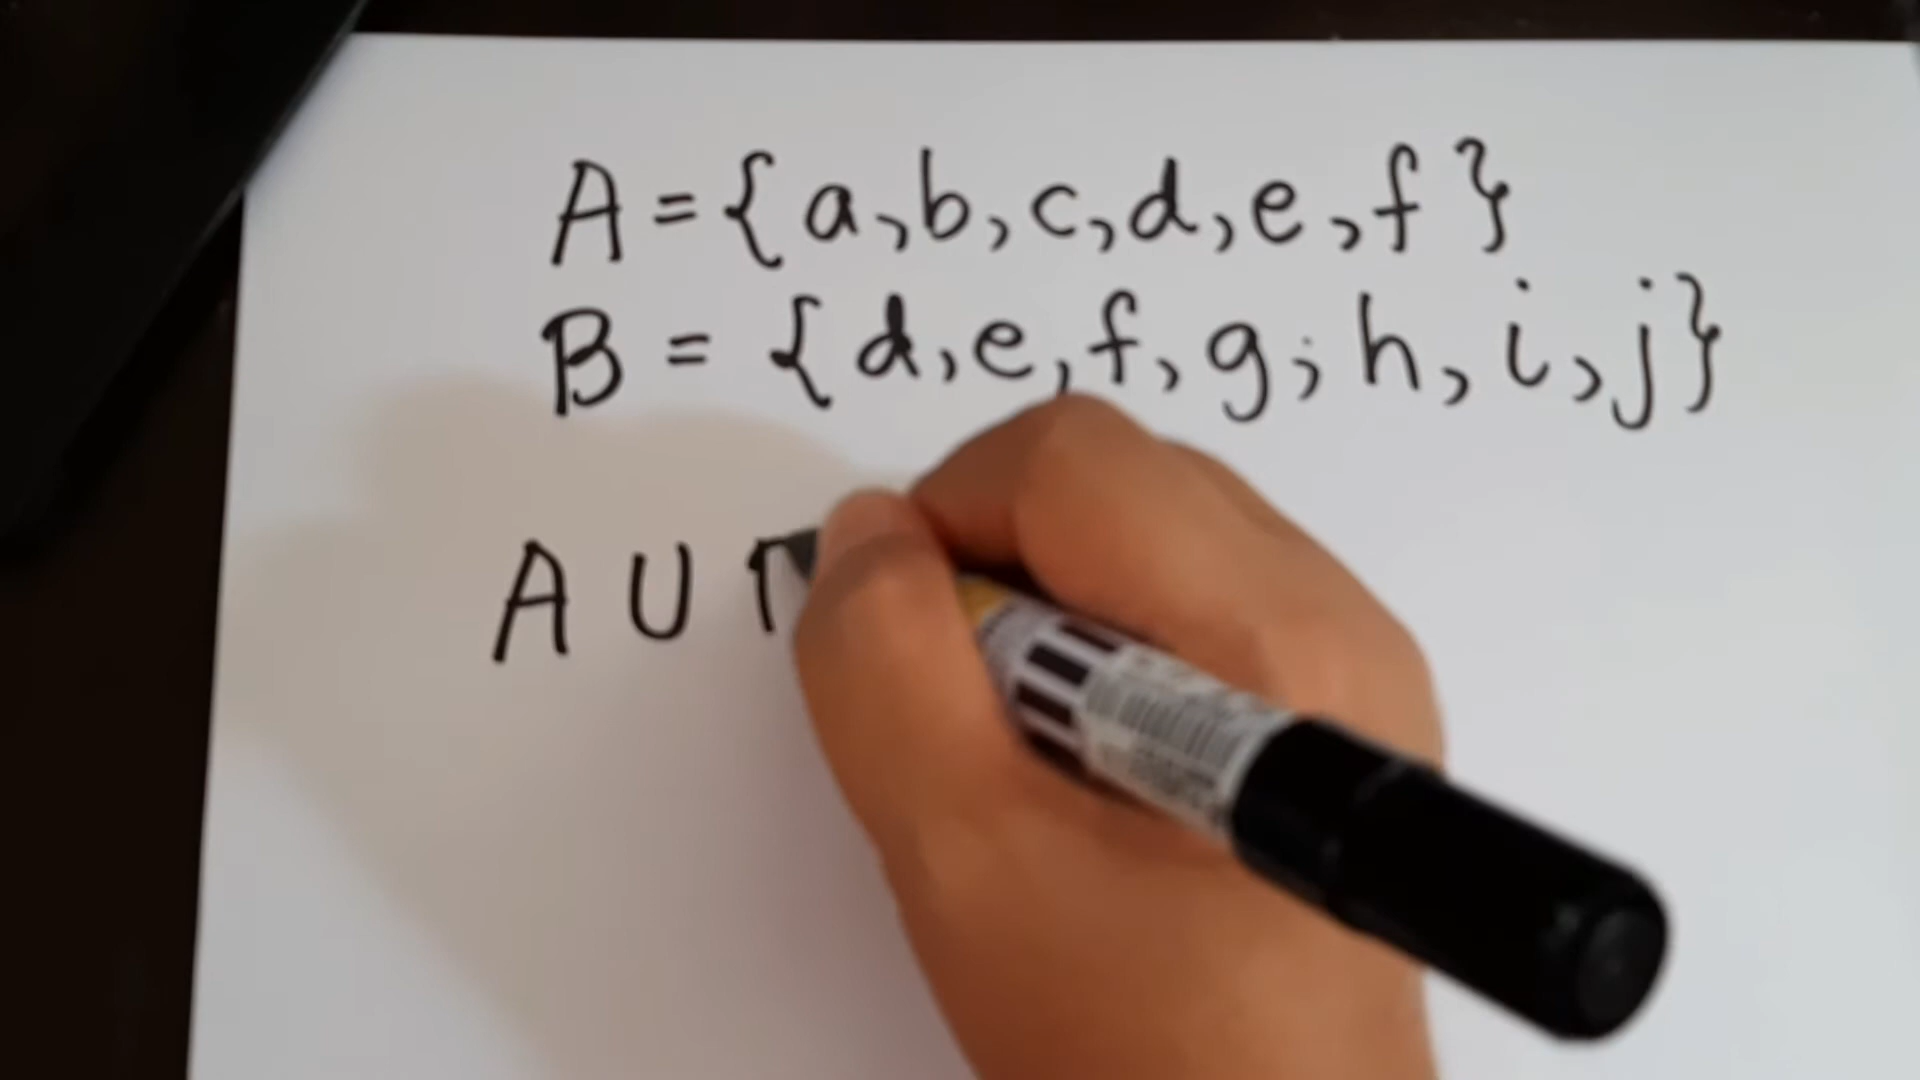 A = {a,b,c,d,e,f}
B = {d,e,f,g,h,i,j}
A U